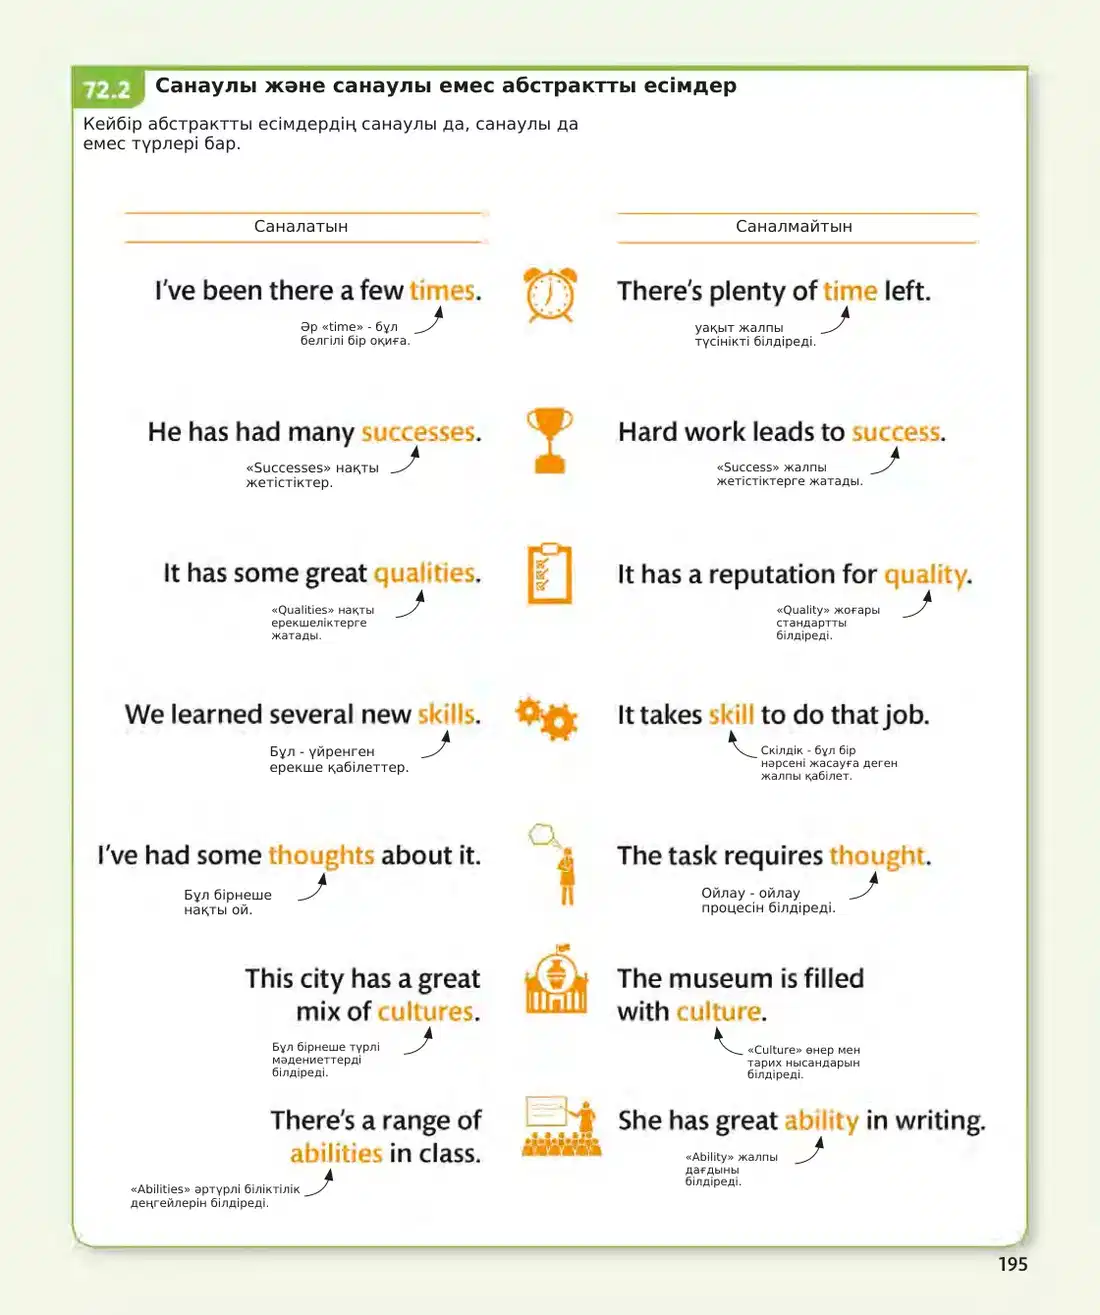 72.2 Санаулы және санаулы емес абстрактты есімдер
Кейбір абстрактты есімдердің санаулы да, санаулы да
емес түрлері бар.
Саналатын
Саналмайтын
I've been there a few times.
Әр «time» - бұл
белгілі бір оқиға.
There's plenty of time left.
уақыт жалпы
түсінікті білдіреді.
He has had many successes.
«Successes» нақты
жетістіктер.
Hard work leads to success.
«Success» жалпы
жетістіктерге жатады.
It has some great qualities.
«Qualities» нақты
ерекшеліктерге
жатады.
It has a reputation for quality.
«Quality» жоғары
стандартты
білдіреді.
We learned several new skills.
Бұл - үйренген
ерекше қабілеттер.
It takes skill to do that job.
Скілдік - бұл бір
нәрсені жасауға деген
жалпы қабілет.
I've had some thoughts about it.
Бұл бірнеше
нақты ой.
The task requires thought.
Ойлау - ойлау
процесін білдіреді.
This city has a great
mix of cultures.
Бұл бірнеше түрлі
мәдениеттерді
білдіреді.
The museum is filled
with culture.
«Culture» өнер мен
тарих нысандарын
білдіреді.
There's a range of
abilities in class.
«Abilities» әртүрлі біліктілік
деңгейлерін білдіреді.
She has great ability in writing.
«Ability» жалпы
дағдыны
білдіреді.
195